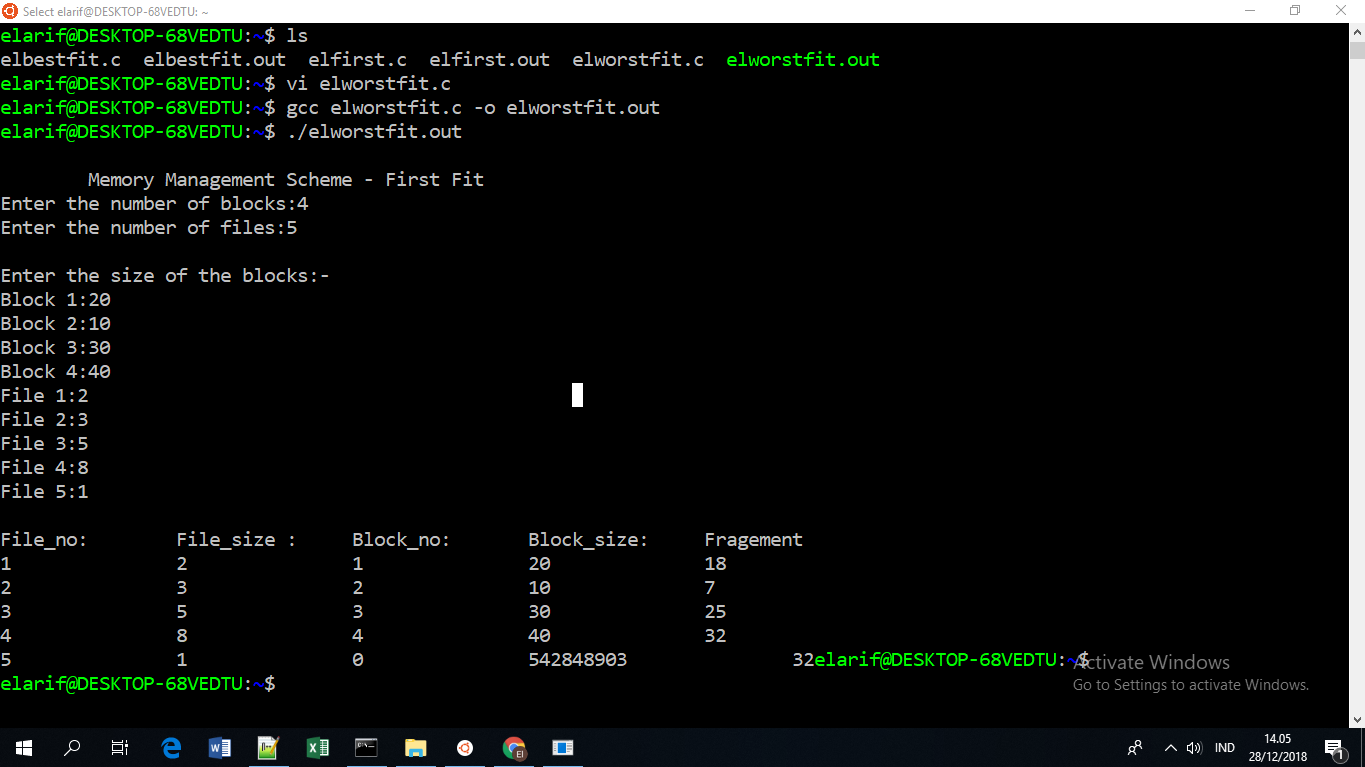 Select elarif@DESKTOP-68VEDTU: ~
elarif@DESKTOP-68VEDTU:~$ ls
elbestfit.c  elbestfit.out  elfirst.c  elfirst.out  elworstfit.c  elworstfit.out
elarif@DESKTOP-68VEDTU:~$ vi elworstfit.c
elarif@DESKTOP-68VEDTU:~$ gcc elworstfit.c -o elworstfit.out
elarif@DESKTOP-68VEDTU:~$ ./elworstfit.out
Memory Management Scheme - First Fit
Enter the number of blocks:4
Enter the number of files:5
Enter the size of the blocks:-
Block 1:20
Block 2:10
Block 3:30
Block 4:40
File 1:2
File 2:3
File 3:5
File 4:8
File 5:1
File_no:        File_size :     Block_no:       Block_size:     Fragement
1               2               1               20              18
2               3               2               10              7
3               5               3               30              25
4               8               4               40              32
5               1               0               542848903               32elarif@DESKTOP-68VEDTU:~$
elarif@DESKTOP-68VEDTU:~$
Activate Windows
Go to Settings to activate Windows.
IND
14.05
28/12/2018
1